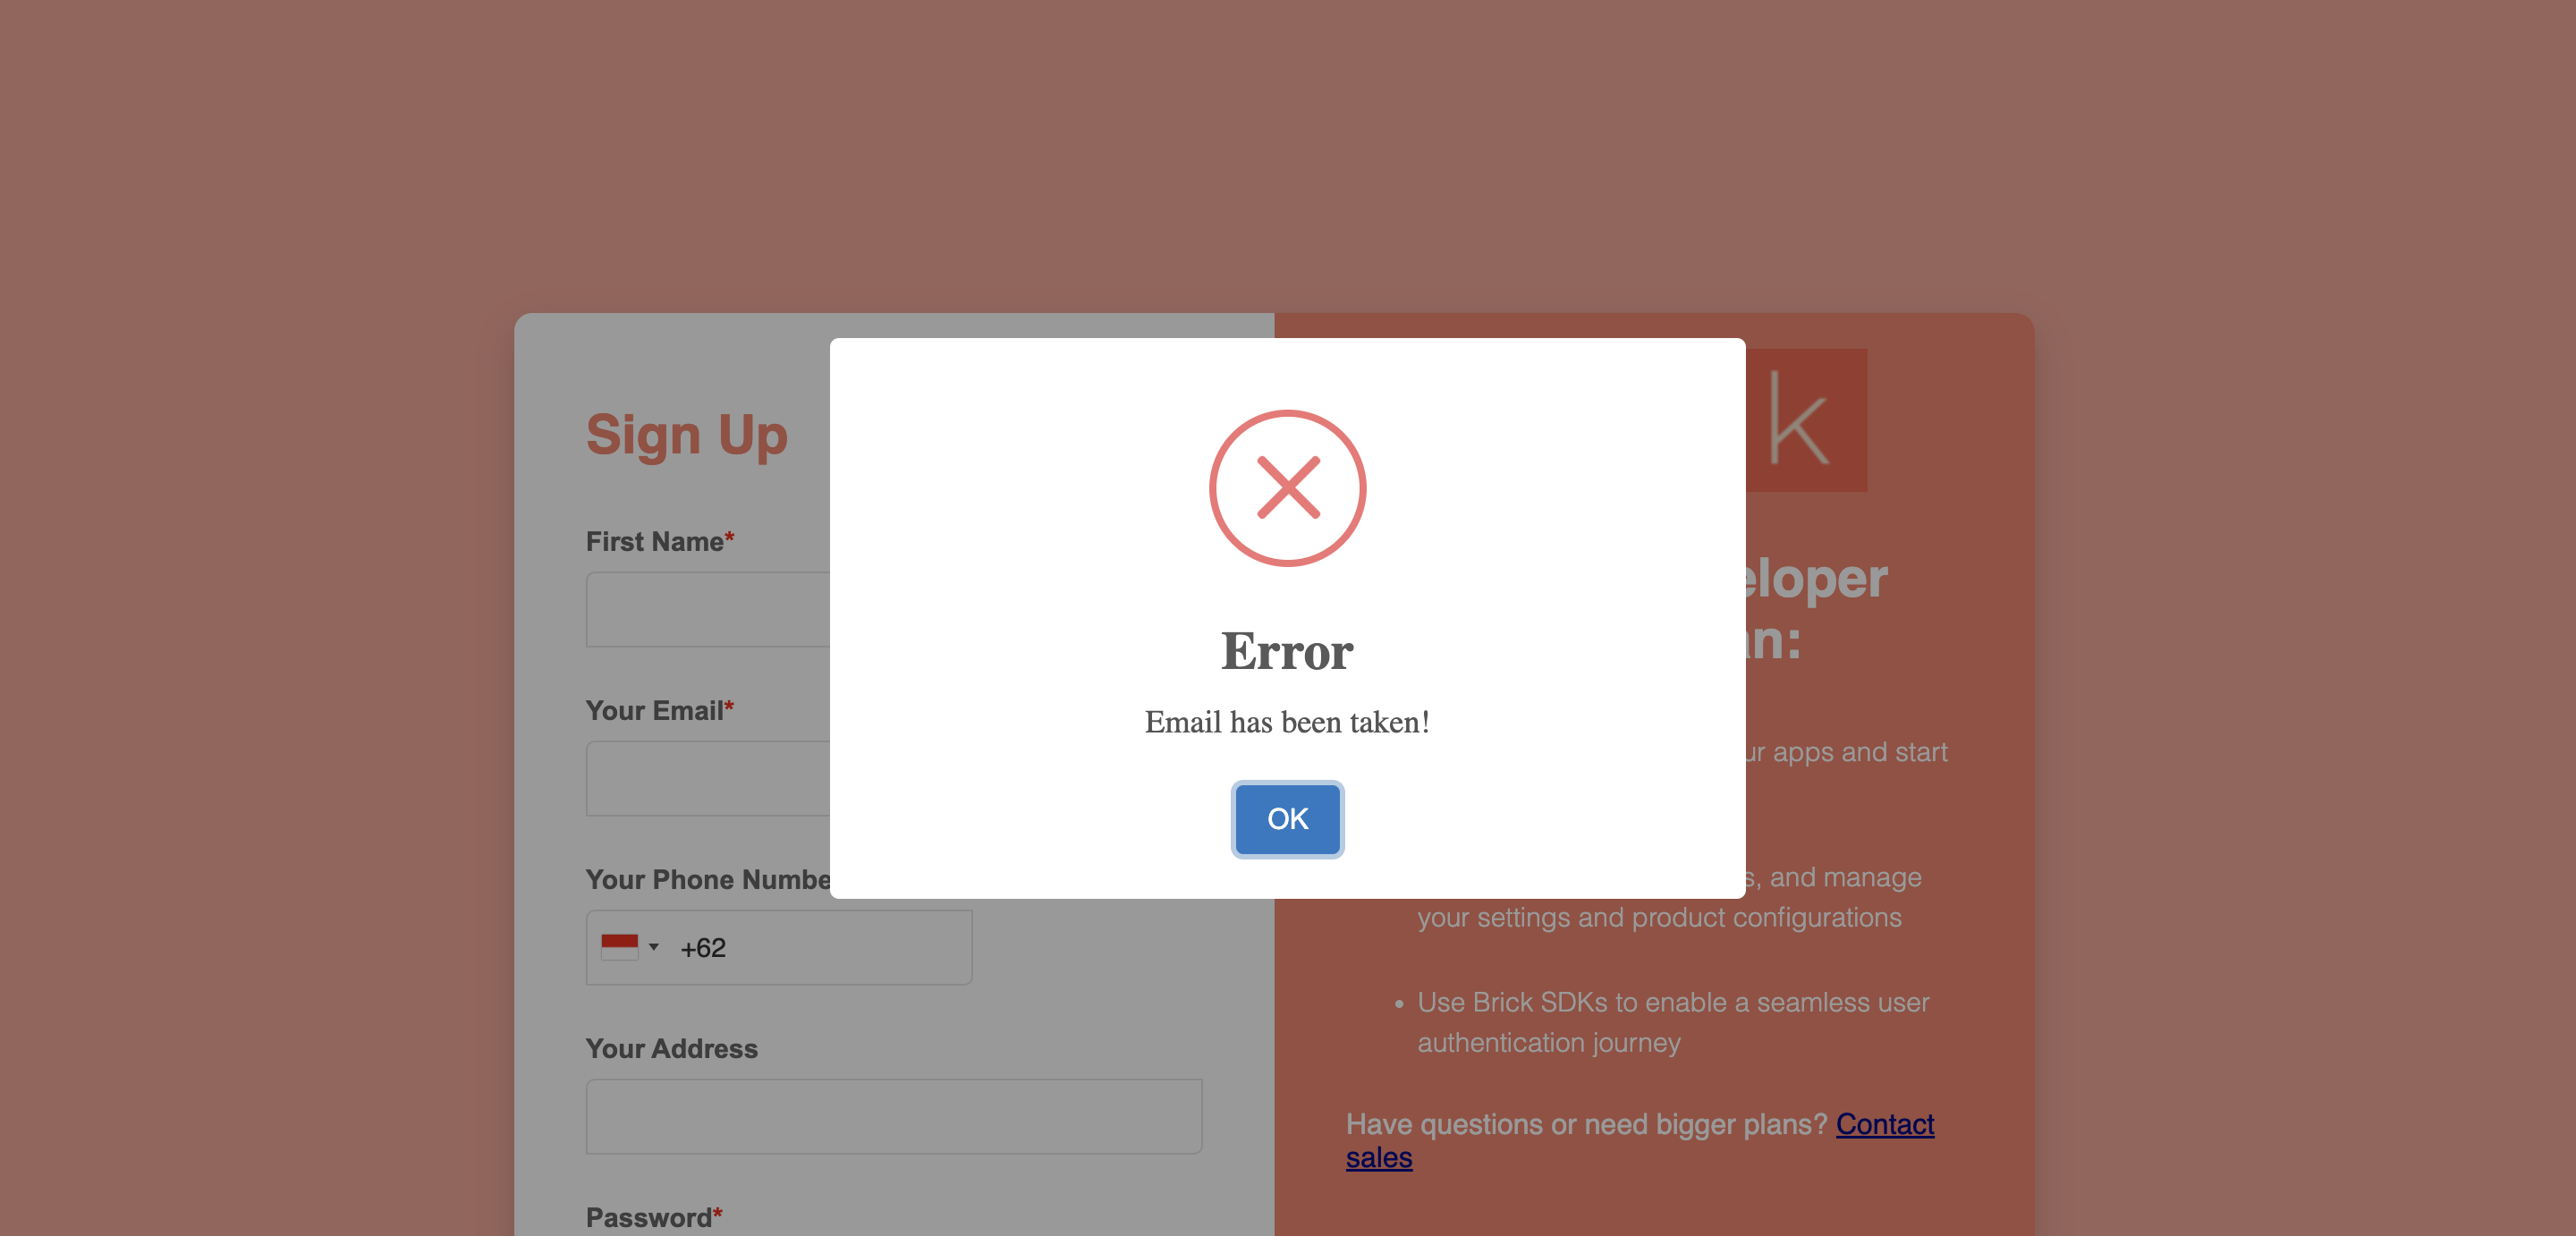 Sign Up
First Name*
Your Email*
Your Phone
+62
Your Address
Password*
Error
Email has been taken!
OK
k
ur apps and start
, and manage
your settings and product configurations
• Use Brick SDKs to enable a seamless user
authentication journey
Have questions or need bigger plans? Contact
sales